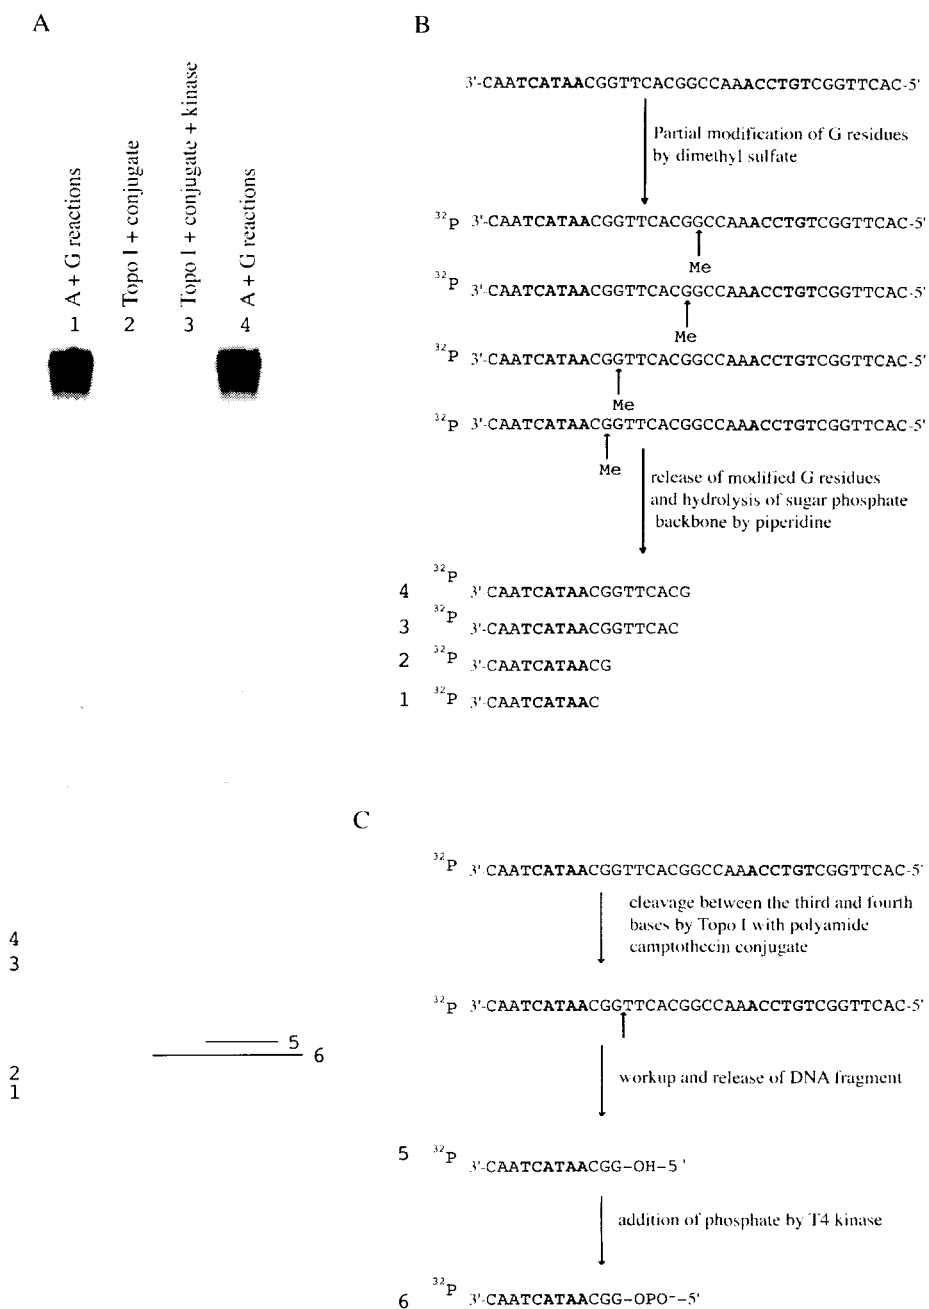 A
A + G reactions
Topo I + conjugate
Topo I + conjugate + kinase
A + G reactions
1 2 3 4
4
3
5
6
2
1
B
3'-CAATCATAACGGTTCACGGCCAAACCTGTCGGTTCAC-5'
Partial modification of G residues
by dimethyl sulfate
32P 3'-CAATCATAACGGTTCACGGCCAAACCTGTCGGTTCAC-5'
Me
32P 3'-CAATCATAACGGTTCACGGCCAAACCTGTCGGTTCAC-5'
Me
32P 3'-CAATCATAACGGTTCACGGCCAAACCTGTCGGTTCAC-5'
Me
32P 3'-CAATCATAACGGTTCACGGCCAAACCTGTCGGTTCAC-5'
Me
release of modified G residues
and hydrolysis of sugar phosphate
backbone by piperidine
4 32P 3'-CAATCATAACGGTTCACG
3 32P 3'-CAATCATAACGGTTCAC
2 32P 3'-CAATCATAACG
1 32P 3'-CAATCATAAC
C
32P 3'-CAATCATAACGGTTCACGGCCAAACCTGTCGGTTCAC-5'
cleavage between the third and fourth
bases by Topo I with polyamide
camptothecin conjugate
32P 3'-CAATCATAACGGTTCACGGCCAAACCTGTCGGTTCAC-5'
workup and release of DNA fragment
5 32P 3'-CAATCATAACGG-OH-5'
addition of phosphate by T4 kinase
6 32P 3'-CAATCATAACGG-OPO⁻-5'